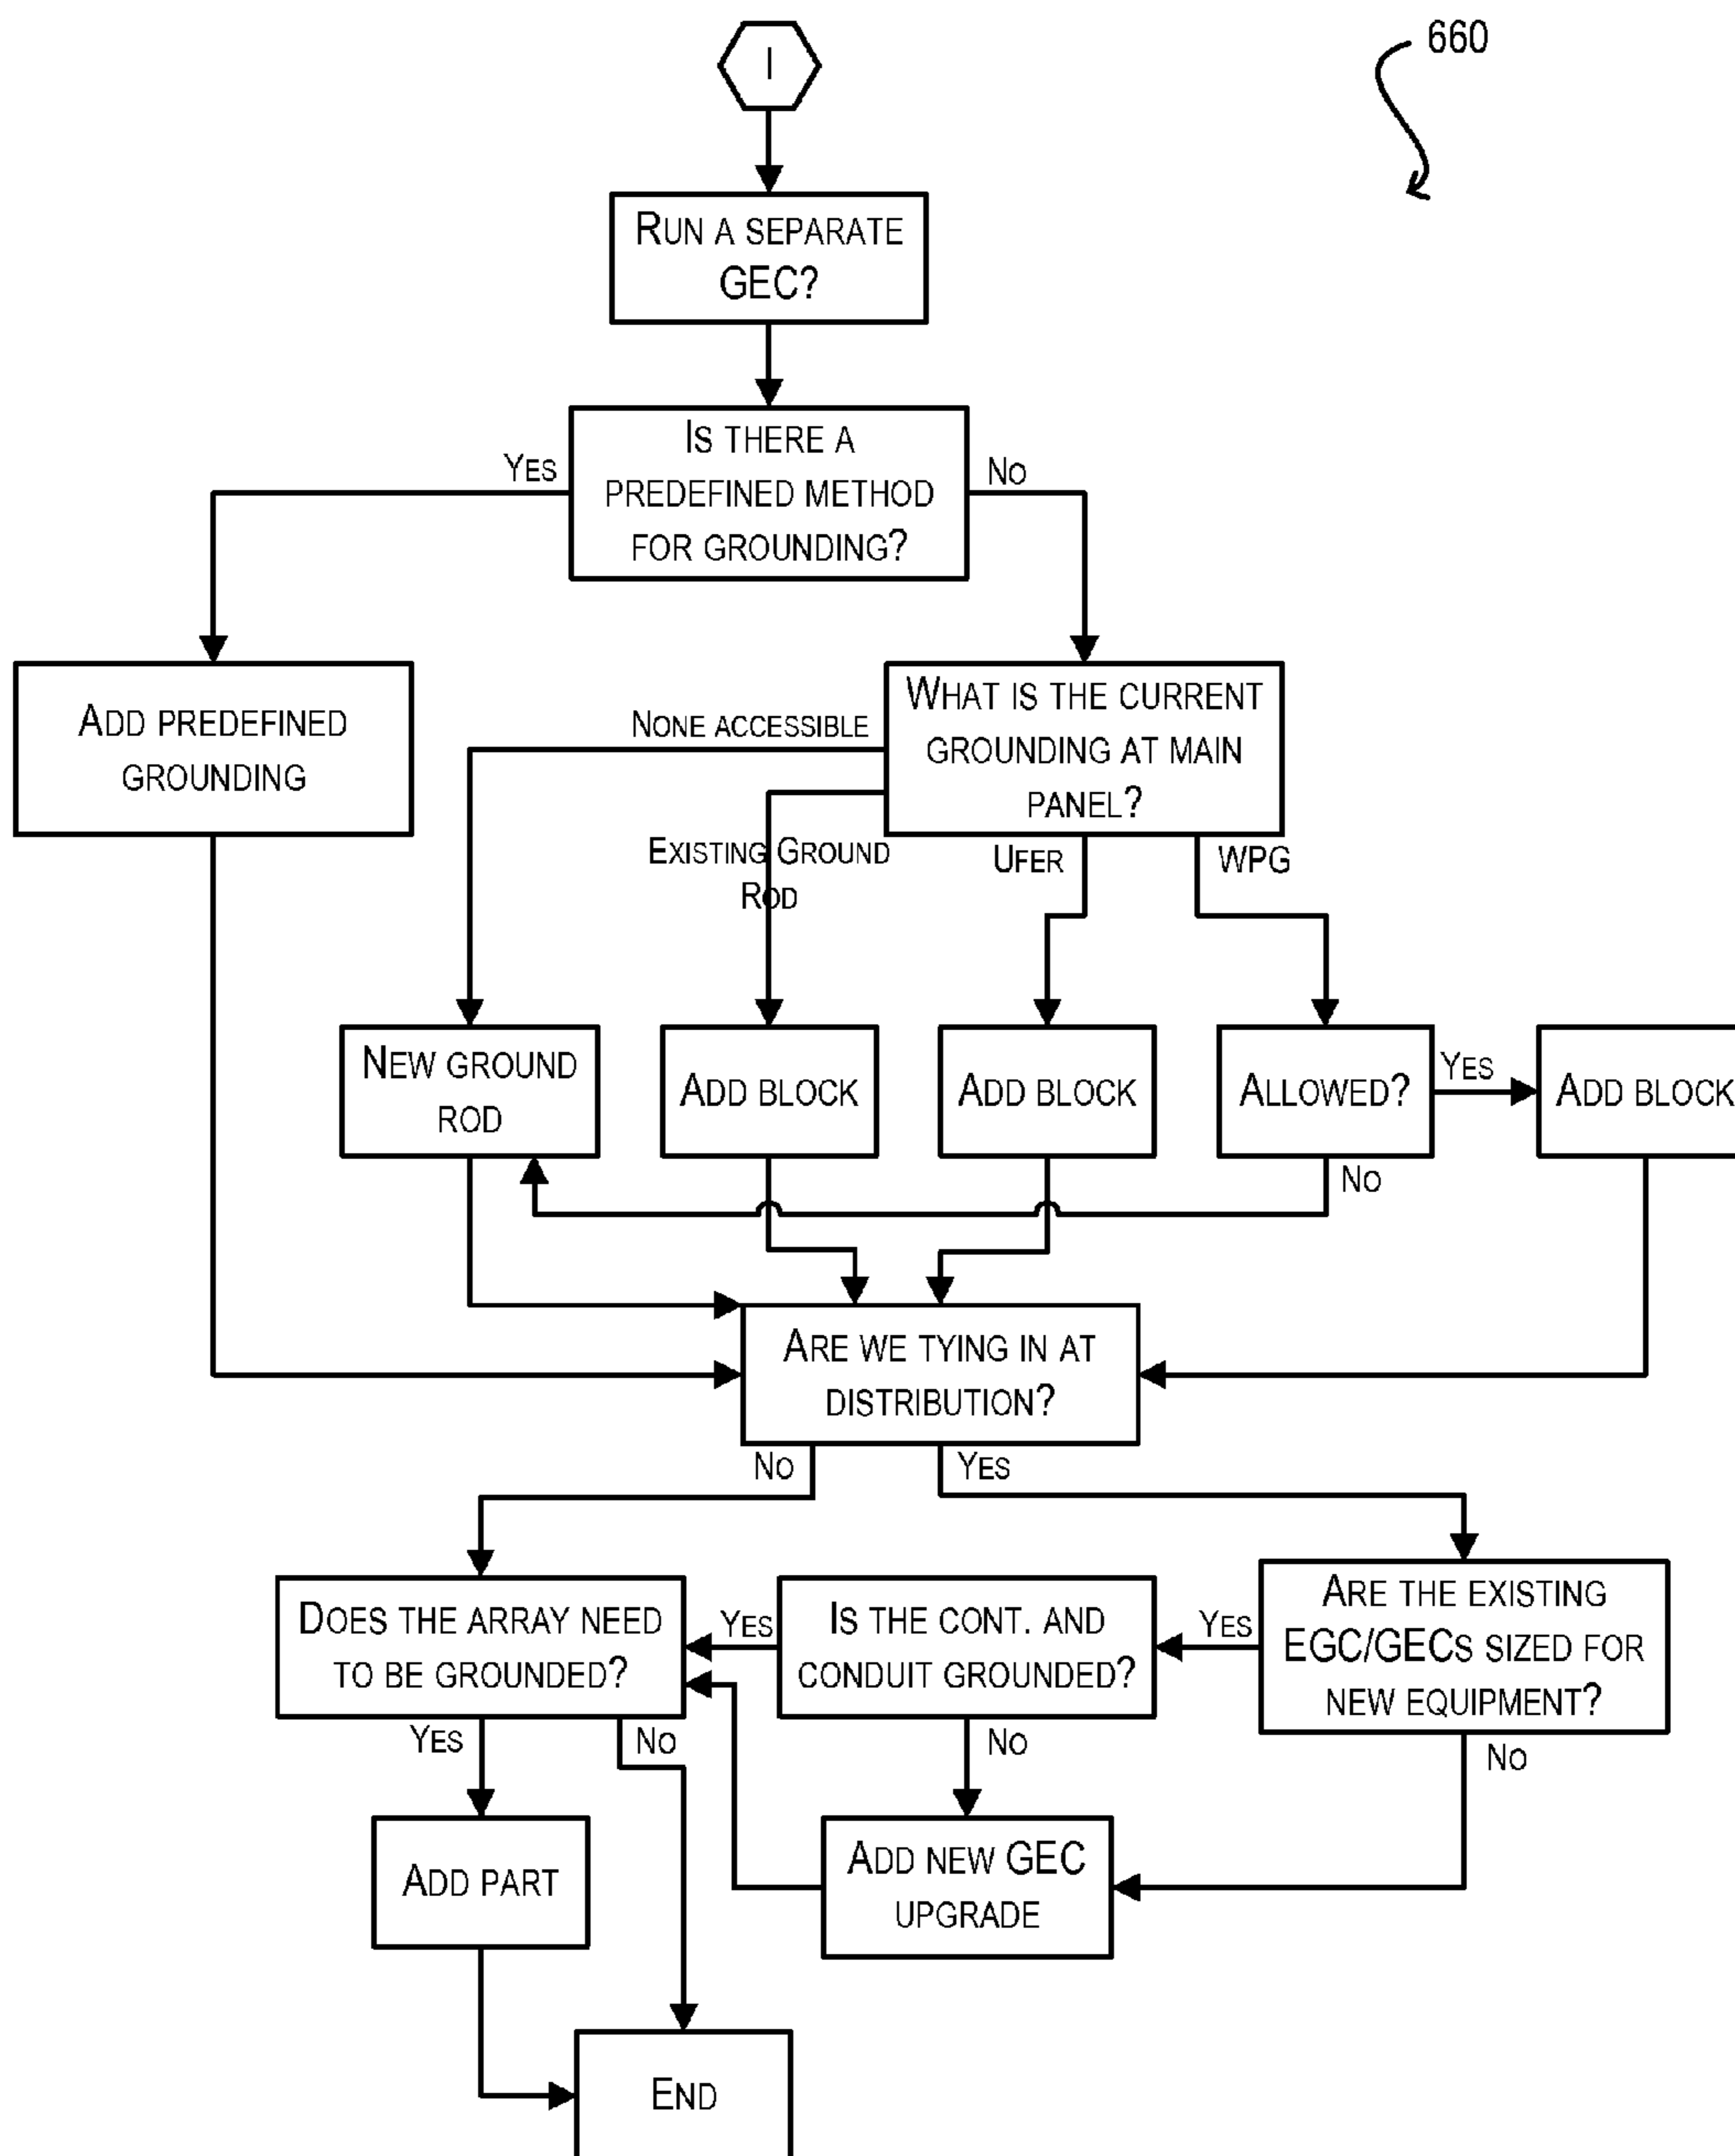 I
660
Run a separate
GEC?
Is there a
predefined method
for grounding?
Yes
No
Add predefined
grounding
What is the current
grounding at main
panel?
None accessible
Existing Ground
Rod
Ufer
WPG
New ground
rod
Add block
Add block
Allowed?
Yes
Add block
No
Are we tying in at
distribution?
No
Yes
Does the array need
to be grounded?
Yes
Is the cont. and
conduit grounded?
Yes
Are the existing
EGC/GECs sized for
new equipment?
Yes
No
No
No
Add part
Add new GEC
upgrade
End